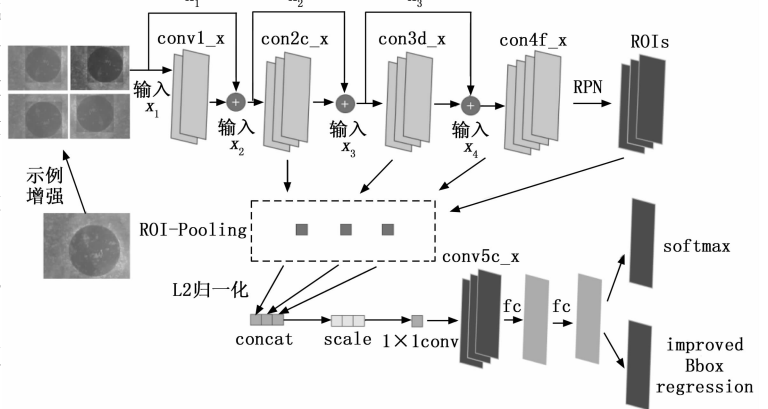 conv1_x
con2c_x
con3d_x
con4f_x
ROIs
输入
x1
输入
x2
输入
x3
输入
x4
RPN
示例
增强
ROI-Pooling
conv5c_x
softmax
L2归一化
fc
fc
concat
scale
1×1conv
improved
Bbox
regression